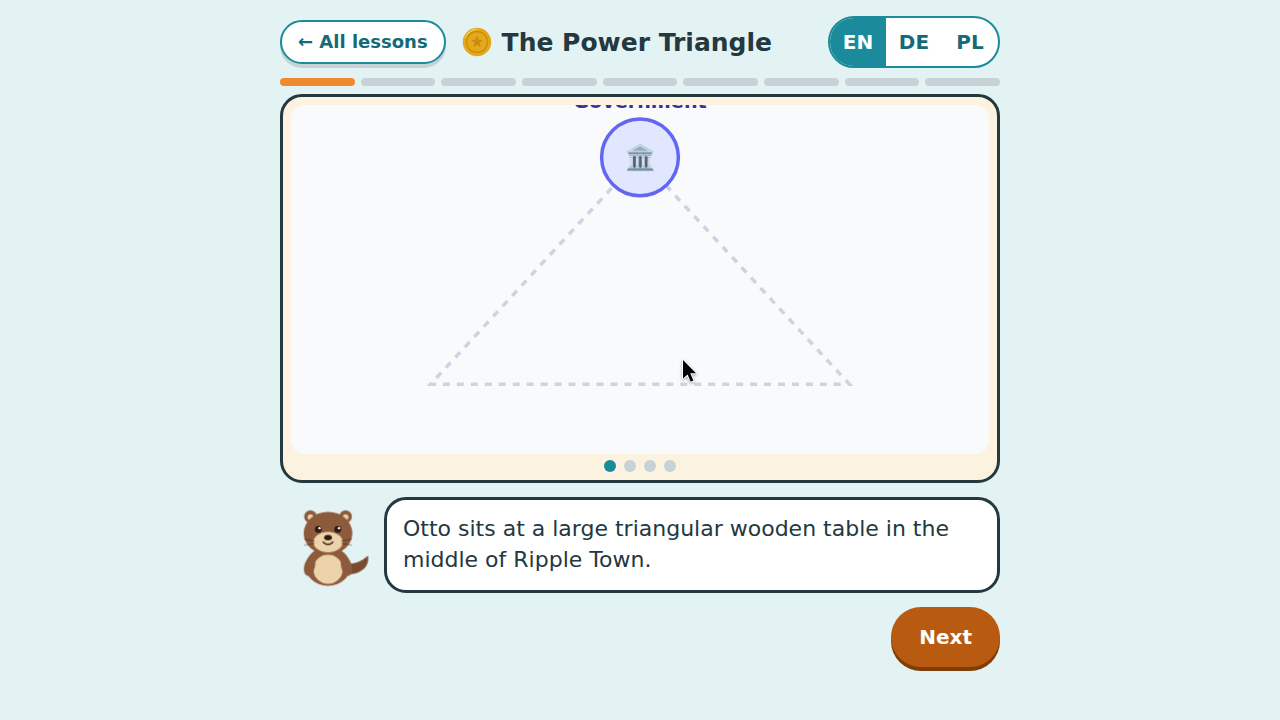 ← All lessons
The Power Triangle
EN DE PL
Government
Otto sits at a large triangular wooden table in the
middle of Ripple Town.
Next